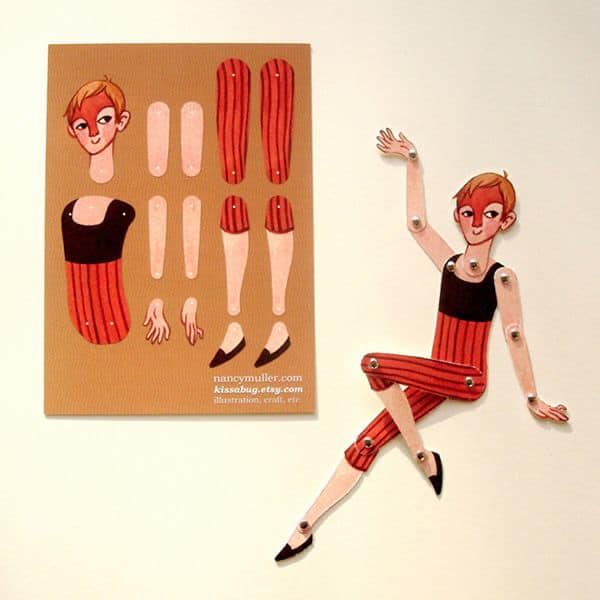 nancymuller.com
kissabug.etsy.com
illustration, craft, etc.